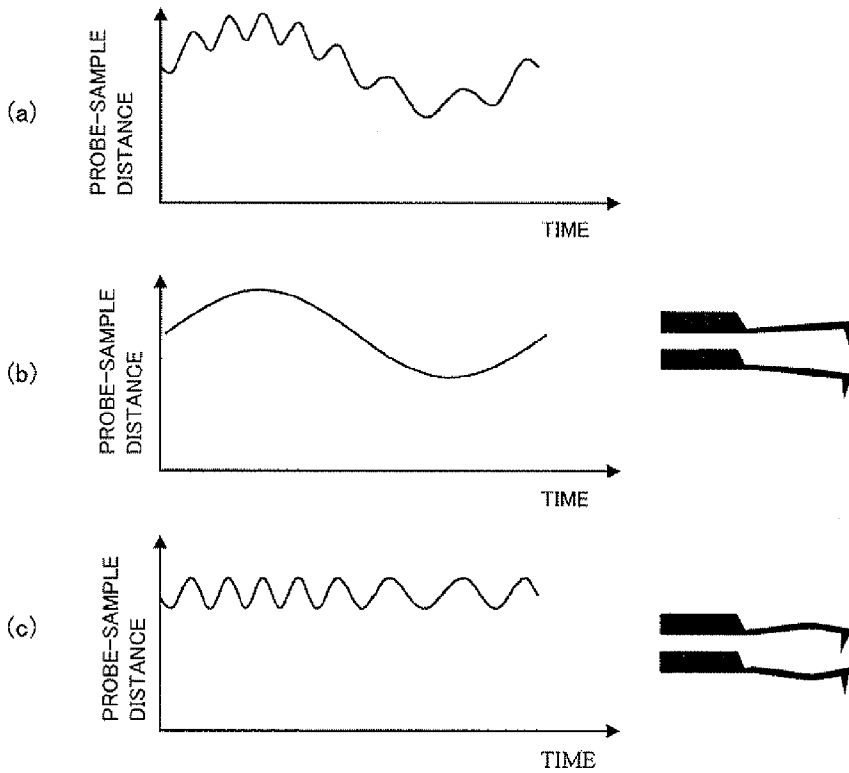 (a)
PROBE-SAMPLE
DISTANCE
TIME
(b)
PROBE-SAMPLE
DISTANCE
TIME
(c)
PROBE-SAMPLE
DISTANCE
TIME